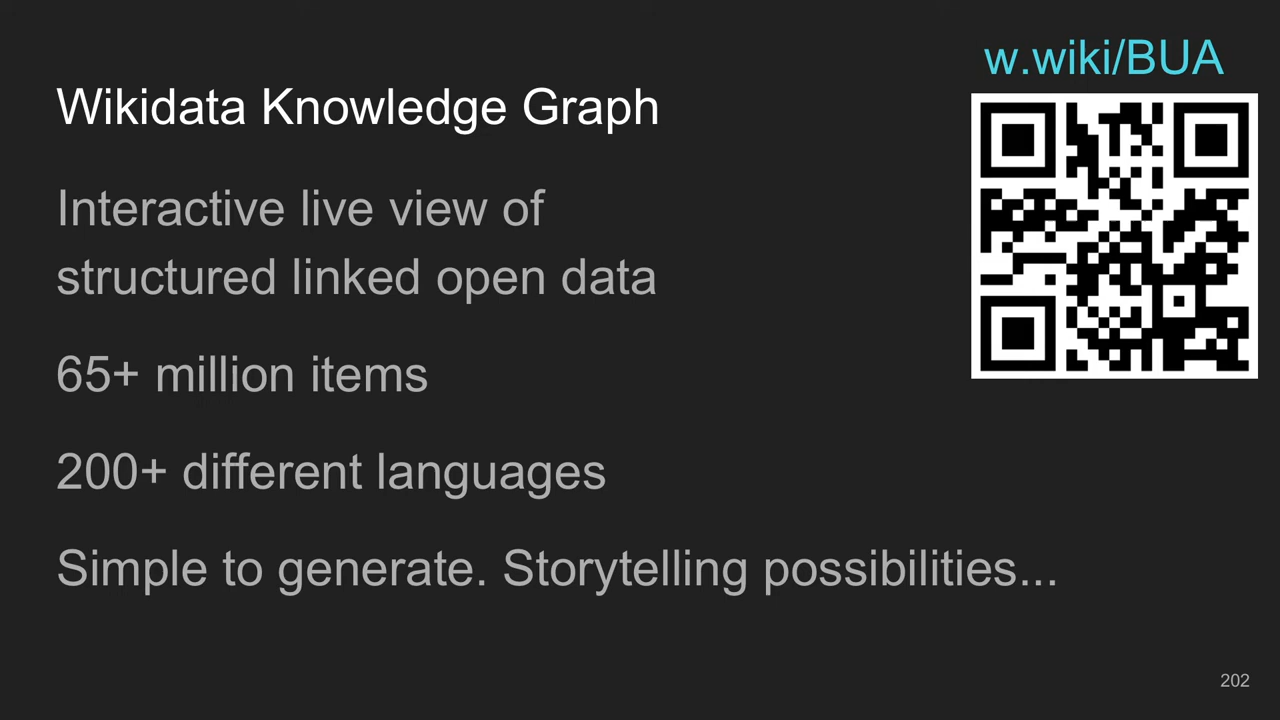 w.wiki/BUA
Wikidata Knowledge Graph
Interactive live view of
structured linked open data
65+ million items
200+ different languages
Simple to generate. Storytelling possibilities...
202